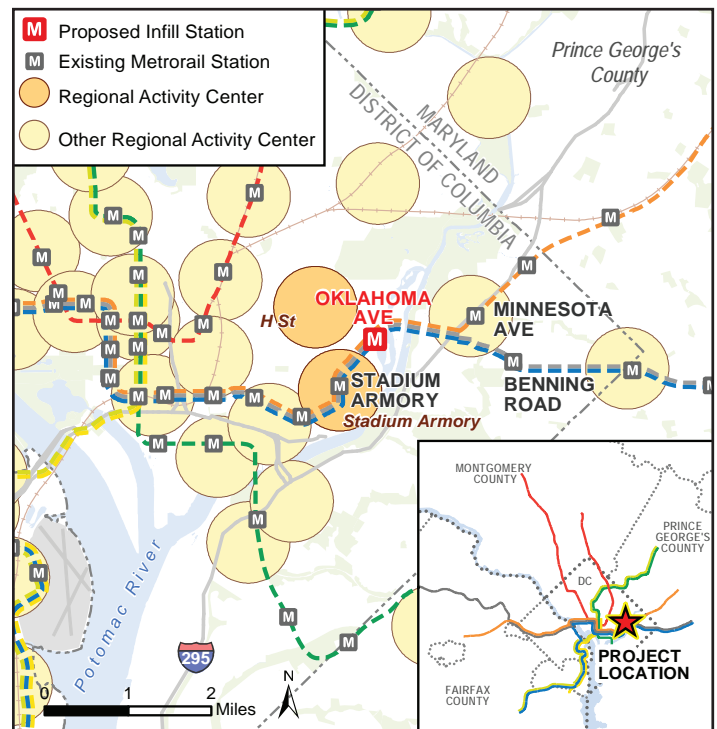 M Proposed Infill Station
M Existing Metrorail Station
Regional Activity Center
Other Regional Activity Center
Prince George's
County
MARYLAND
DISTRICT OF COLUMBIA
OKLAHOMA
AVE
M
H St
MINNESOTA
AVE
STADIUM
ARMORY
BENNING
ROAD
Stadium Armory
Potomac River
295
0 1 2
Miles
N
MONTGOMERY
COUNTY
PRINCE
GEORGE'S
COUNTY
DC
PROJECT
LOCATION
FAIRFAX
COUNTY